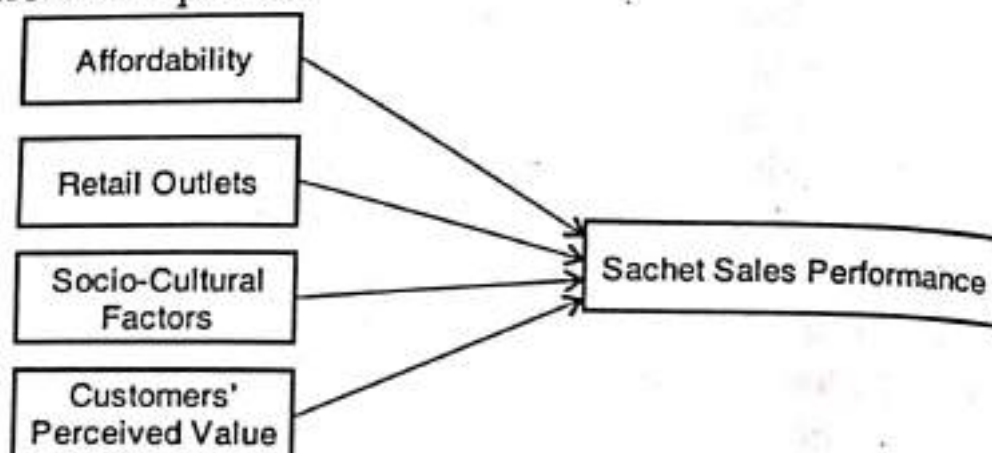 Affordability
Retail Outlets
Socio-Cultural
Factors
Customers'
Perceived Value
Sachet Sales Performance